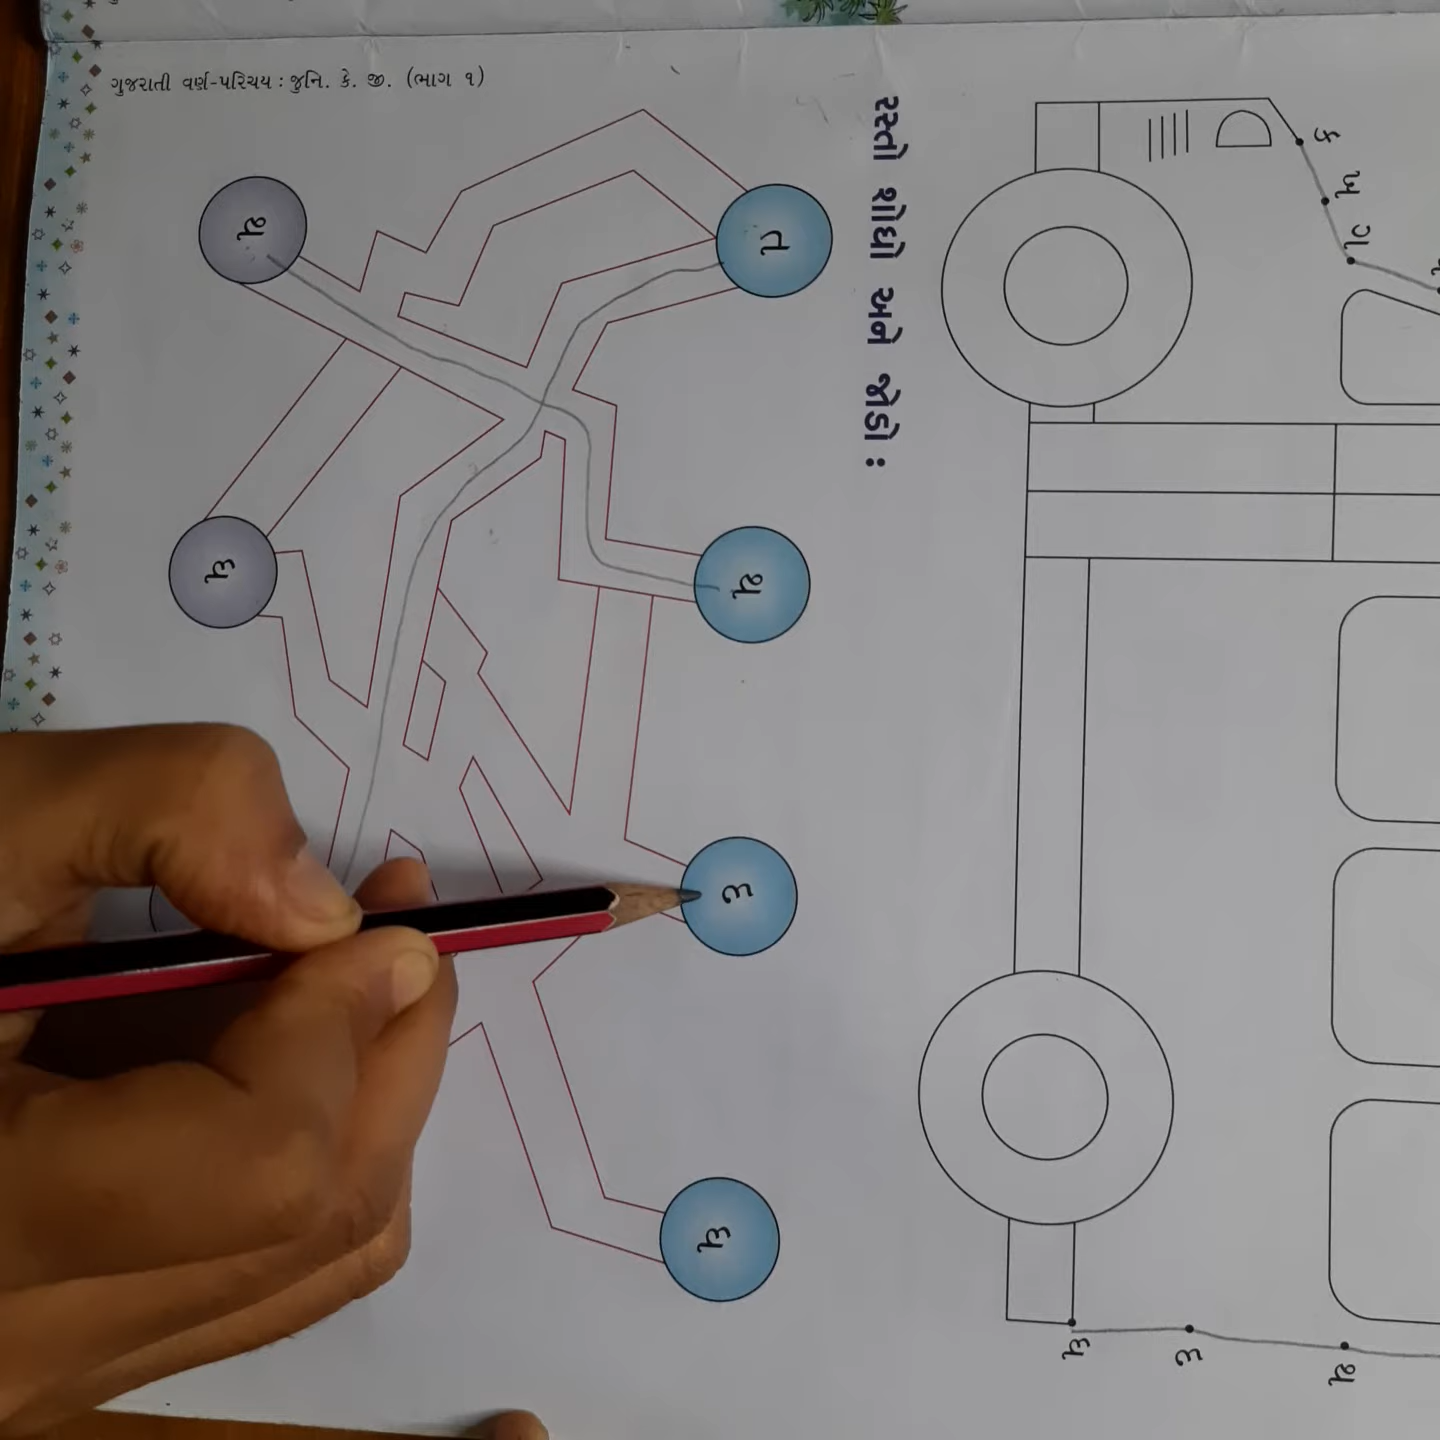 ગુજરાતી વર્ણ-પરિચય : જુનિ. કે. જી. (ભાગ ૧)
રસ્તો શોધો અને જોડો :
ત
થ
દ
ધ
થ
ધ
ક
ખ
ગ
થ
દ
ધ